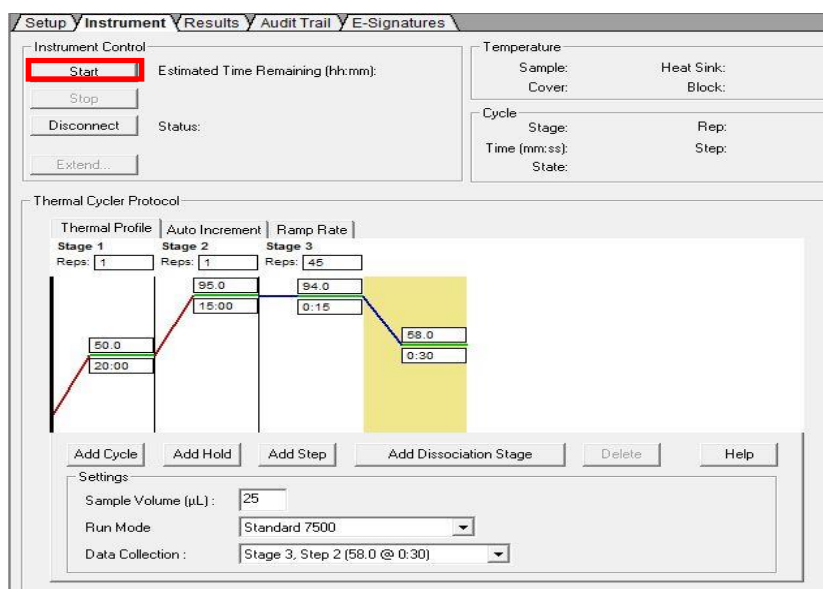 Setup Instrument Results Audit Trail E-Signatures
Instrument Control
Start Estimated Time Remaining (hh:mm):
Stop
Disconnect Status:
Extend...
Temperature
Sample: Heat Sink:
Cover: Block:
Cycle
Stage: Rep:
Time (mm:ss): Step:
State:
Thermal Cycler Protocol
Thermal Profile Auto Increment Ramp Rate
Stage 1 Stage 2 Stage 3
Reps: 1 Reps: 1 Reps: 45
95.0 94.0
15:00 0:15
58.0
50.0
0:30
20:00
Add Cycle Add Hold Add Step Add Dissociation Stage Delete Help
Settings
Sample Volume (µL) : 25
Run Mode Standard 7500
Data Collection : Stage 3, Step 2 (58.0 @ 0:30)